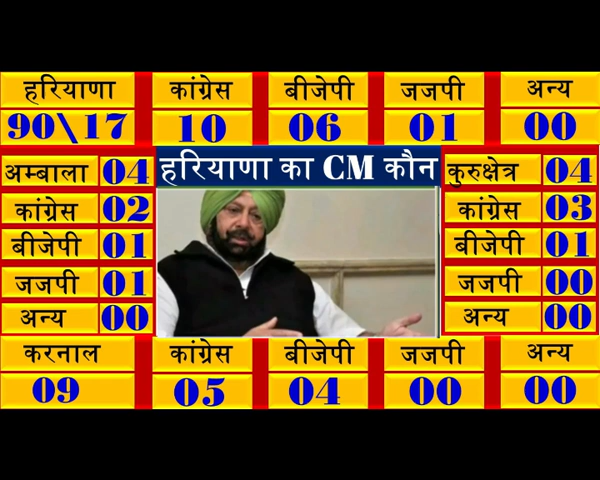 हरियाणा कांग्रेस बीजेपी जजपी अन्य
90\17 10 06 01 00
हरियाणा का CM कौन
अम्बाला 04
कांग्रेस 02
बीजेपी 01
जजपी 01
अन्य 00
कुरुक्षेत्र 04
कांग्रेस 03
बीजेपी 01
जजपी 00
अन्य 00
करनाल कांग्रेस बीजेपी जजपी अन्य
09 05 04 00 00